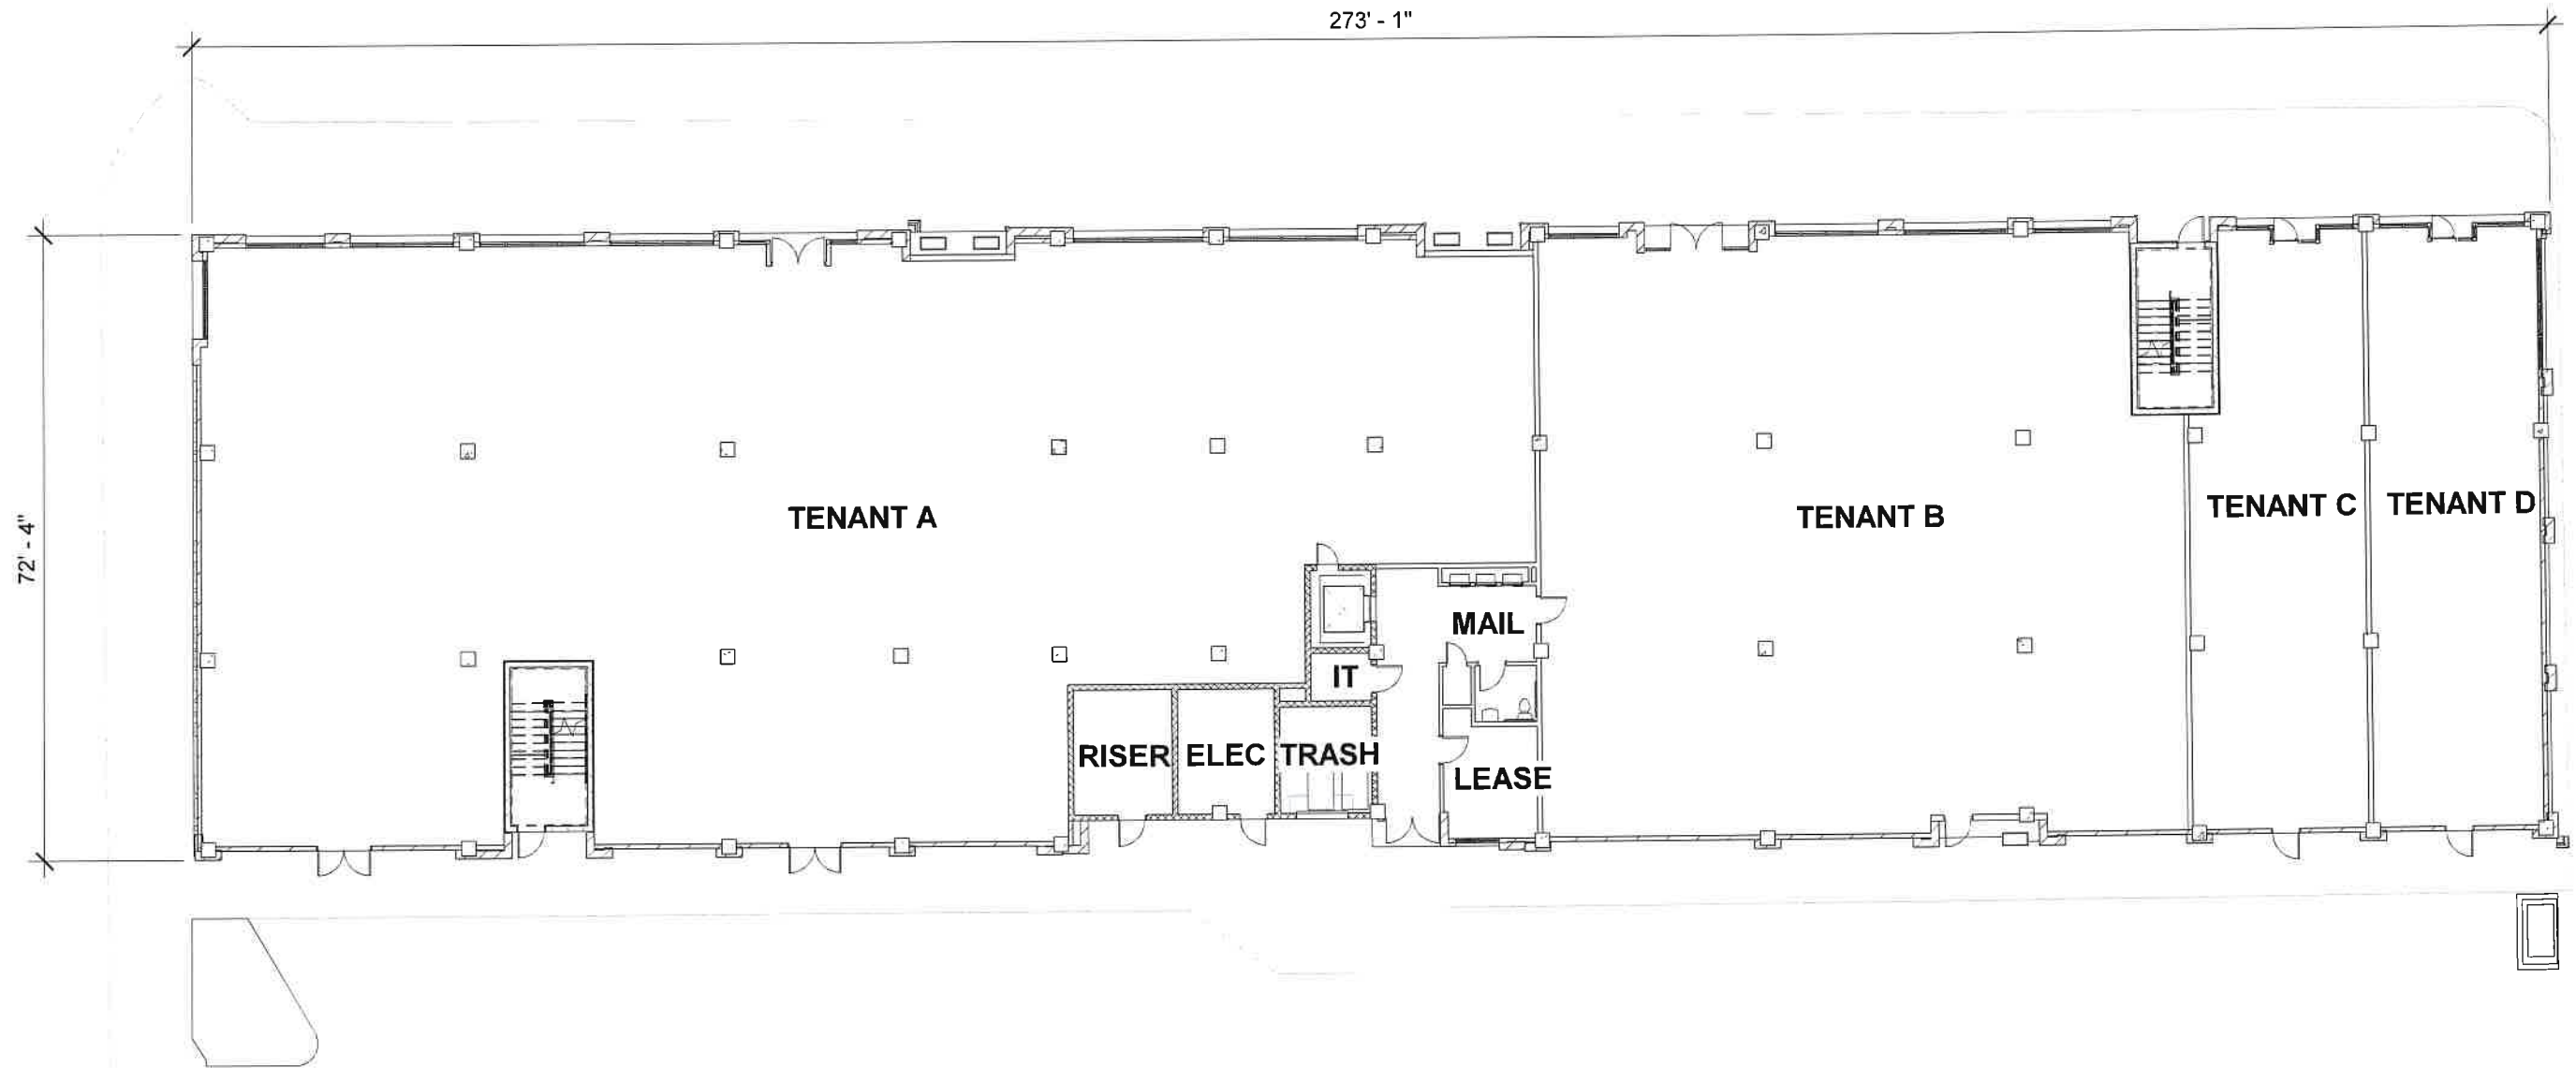 273' - 1"
72' - 4"
TENANT A
TENANT B
TENANT C
TENANT D
MAIL
IT
RISER
ELEC
TRASH
LEASE